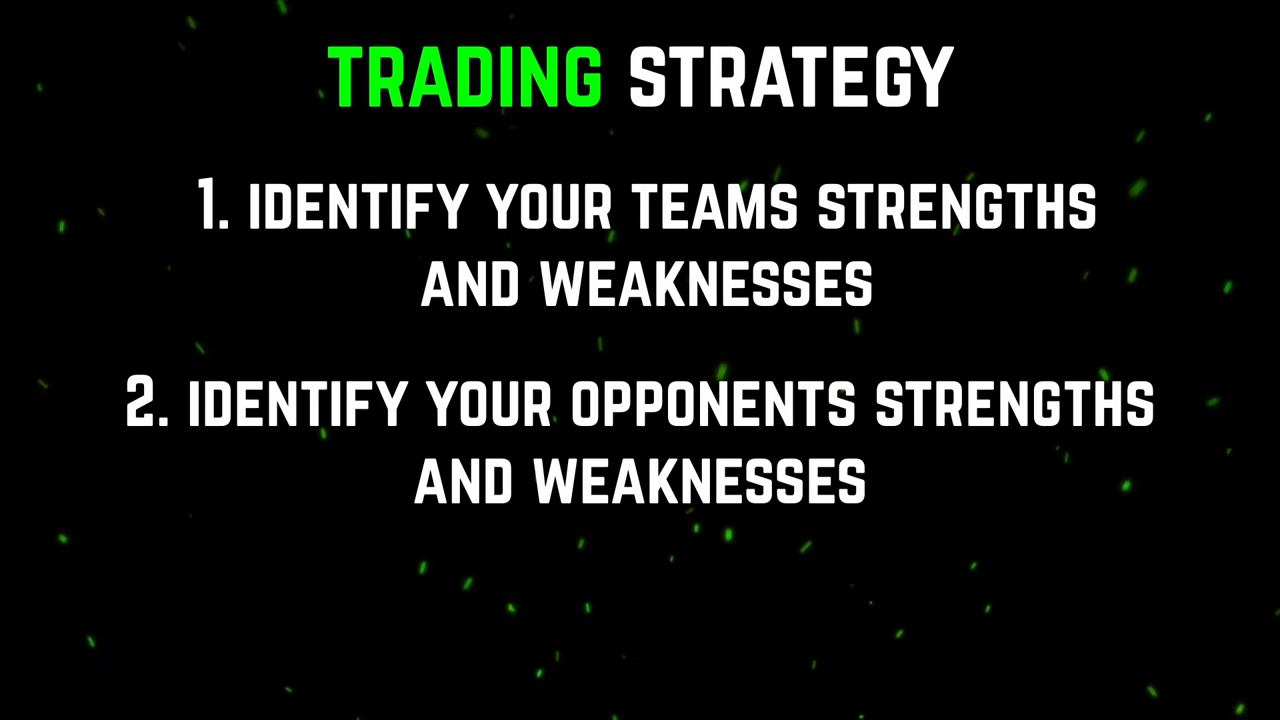 TRADING STRATEGY
1. IDENTIFY YOUR TEAMS STRENGTHS
AND WEAKNESSES
2. IDENTIFY YOUR OPPONENTS STRENGTHS
AND WEAKNESSES